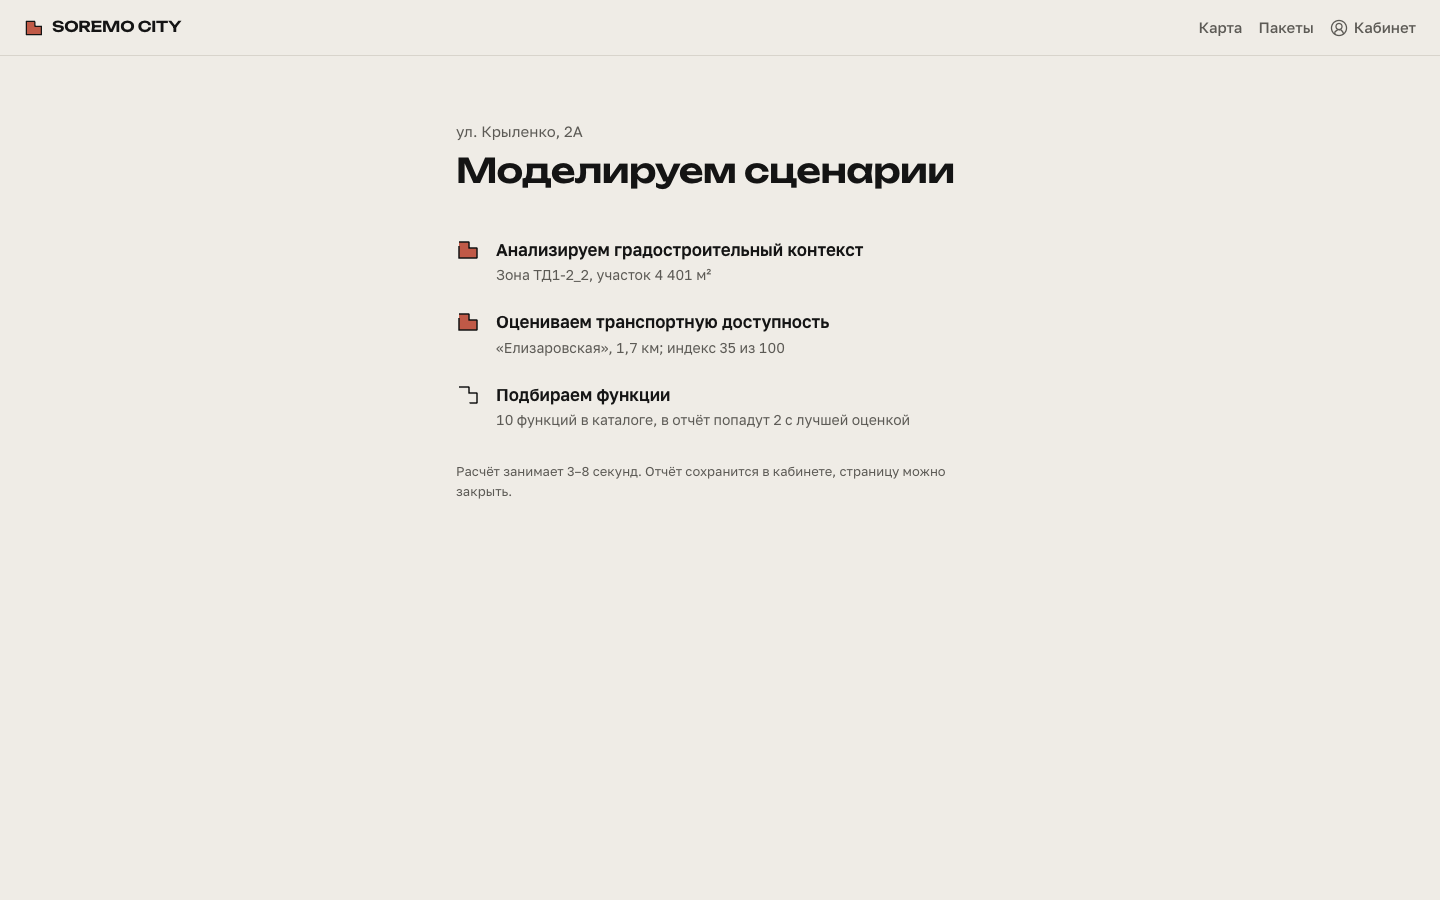 SOREMO CITY
Карта Пакеты Кабинет
ул. Крыленко, 2А
Моделируем сценарии
Анализируем градостроительный контекст
Зона ТД1-2_2, участок 4 401 м²
Оцениваем транспортную доступность
«Елизаровская», 1,7 км; индекс 35 из 100
Подбираем функции
10 функций в каталоге, в отчёт попадут 2 с лучшей оценкой
Расчёт занимает 3–8 секунд. Отчёт сохранится в кабинете, страницу можно
закрыть.